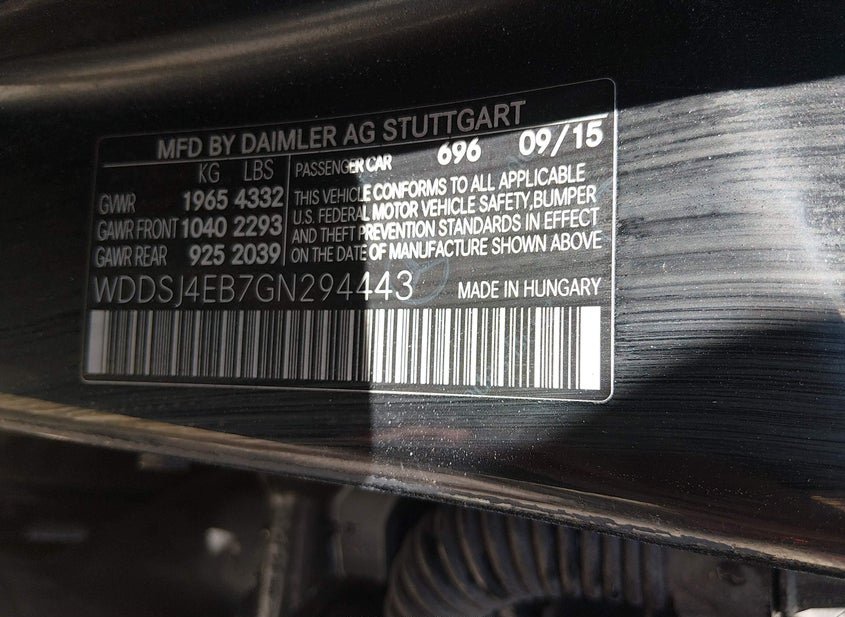 MFD BY DAIMLER AG STUTTGART
KG LBS
GVWR 1965 4332
GAWR FRONT 1040 2293
GAWR REAR 925 2039
PASSENGER CAR 696 09/15
THIS VEHICLE CONFORMS TO ALL APPLICABLE
U.S. FEDERAL MOTOR VEHICLE SAFETY,BUMPER
AND THEFT PREVENTION STANDARDS IN EFFECT
ON THE DATE OF MANUFACTURE SHOWN ABOVE
WDDSJ4EB7GN294443 MADE IN HUNGARY